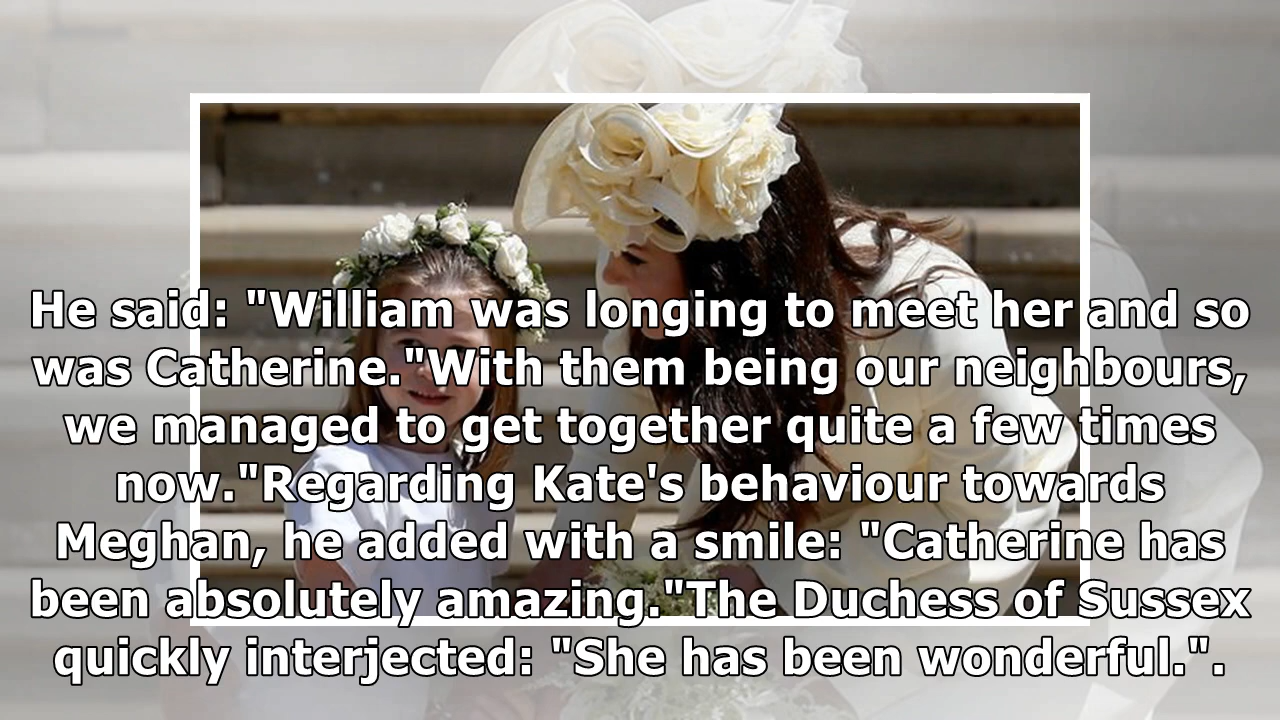 He said: "William was longing to meet her and so
was Catherine."With them being our neighbours,
we managed to get together quite a few times
now."Regarding Kate's behaviour towards
Meghan, he added with a smile: "Catherine has
been absolutely amazing."The Duchess of Sussex
quickly interjected: "She has been wonderful.".